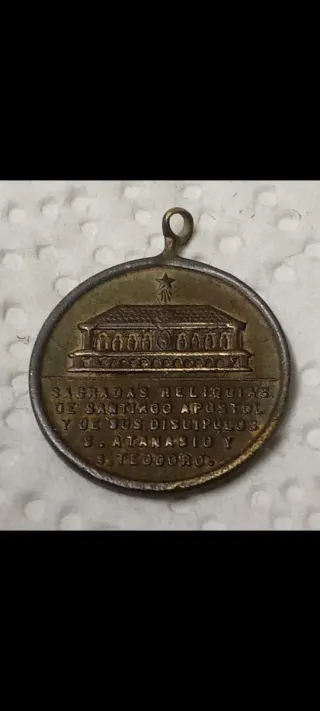 SAGRADAS RELIQUIAS
DE SANTIAGO APOSTOL
Y DE SUS DISCIPULOS
S. ATANASIO Y
S. TEODORO.